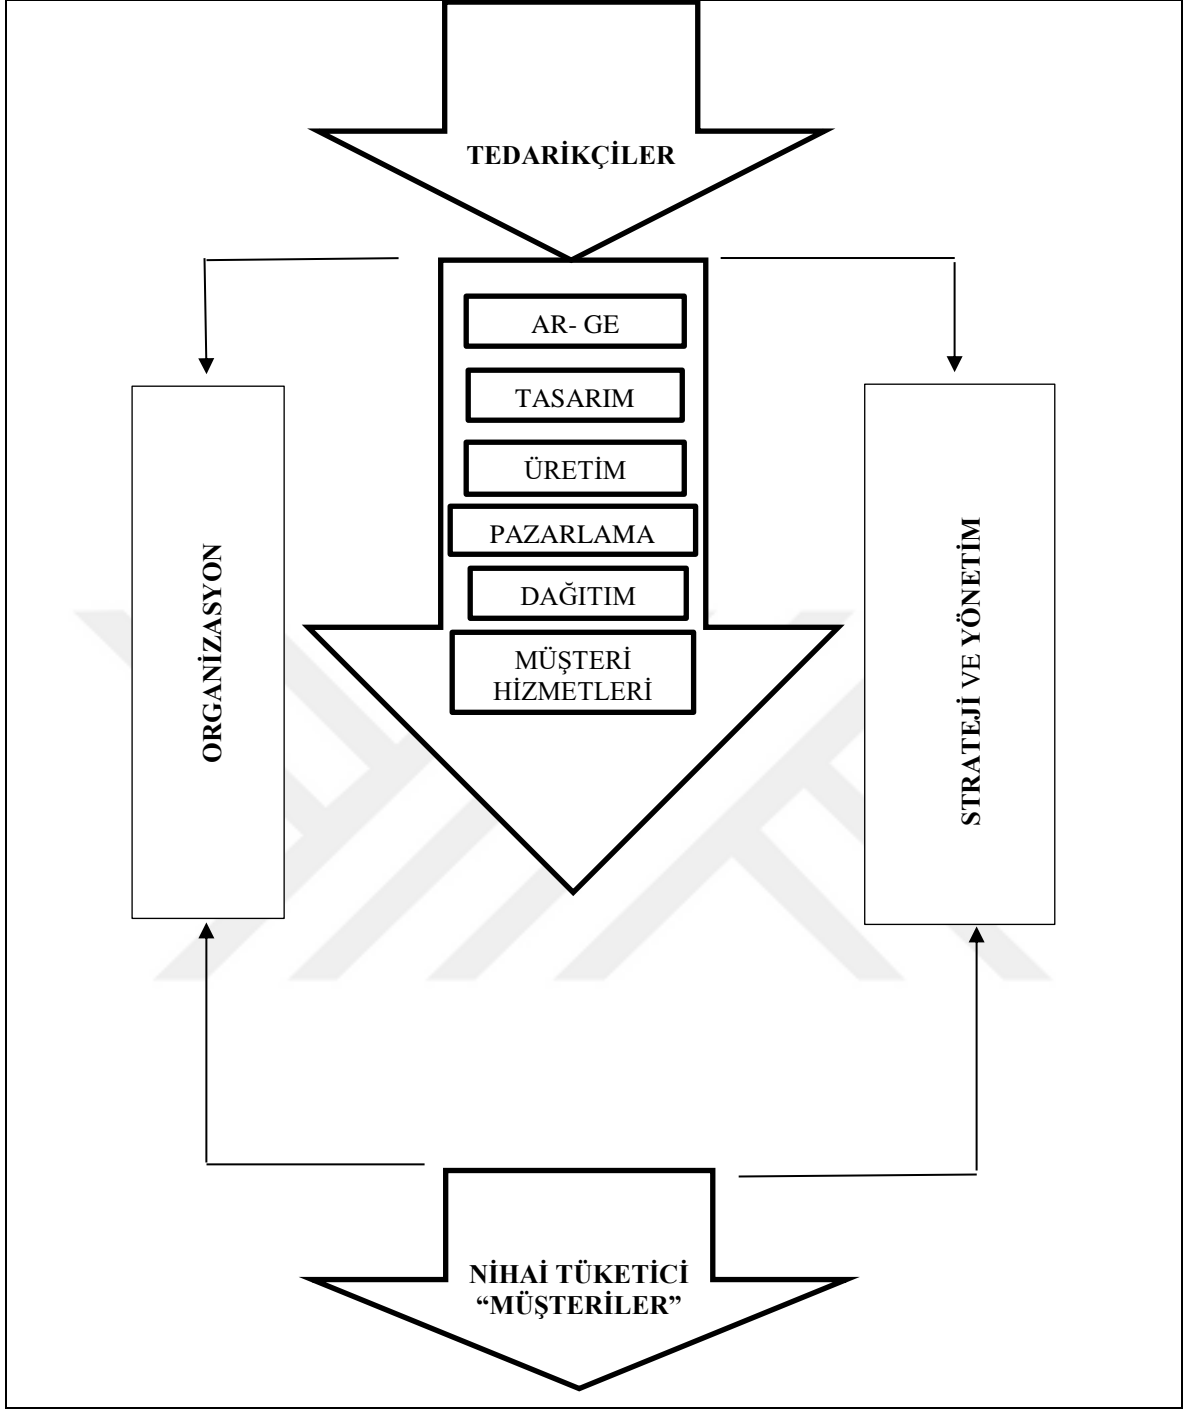 TEDARİKÇİLER
AR- GE
TASARIM
ÜRETİM
PAZARLAMA
DAĞITIM
MÜŞTERİ
HİZMETLERİ
ORGANİZASYON
STRATEJİ VE YÖNETİM
NİHAİ TÜKETİCİ
“MÜŞTERİLER”